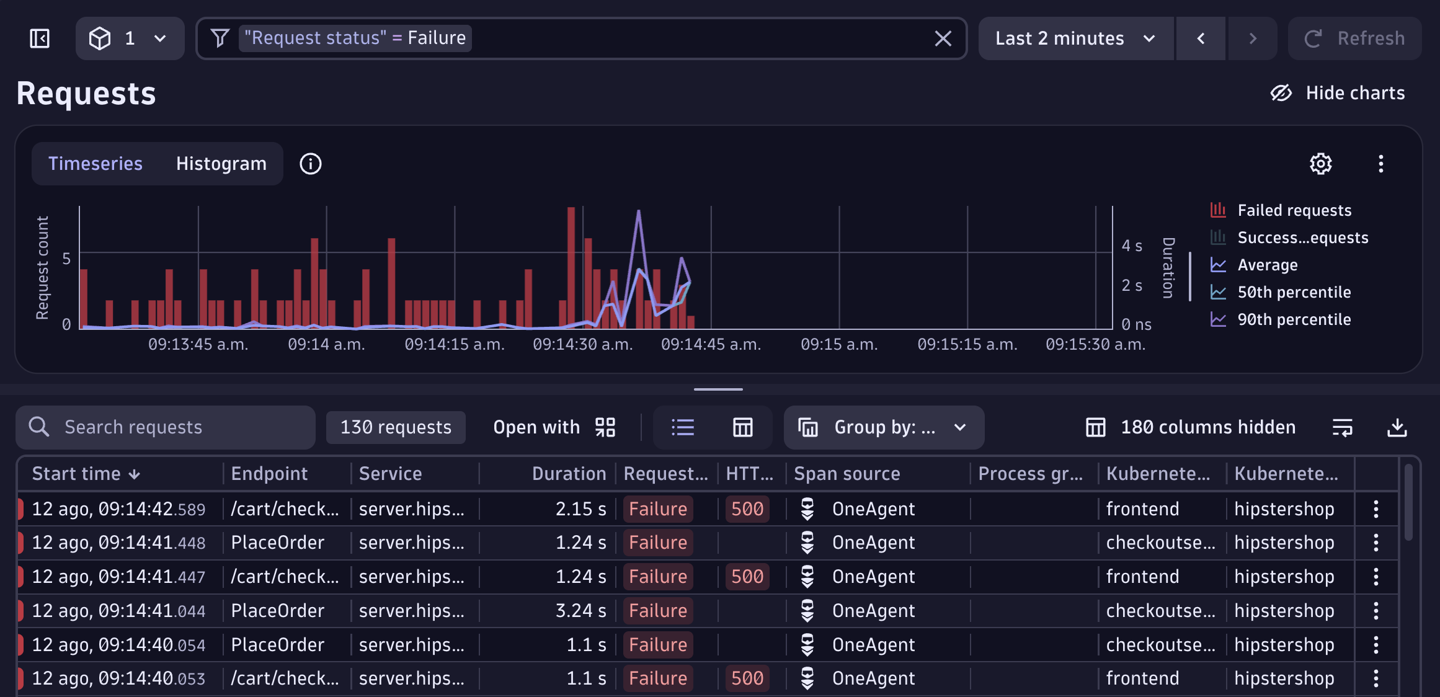 1 "Request status" = Failure Last 2 minutes Refresh
Requests Hide charts
Timeseries Histogram
Request count
5
0
4 s
2 s
0 ns
Duration
09:13:45 a.m. 09:14 a.m. 09:14:15 a.m. 09:14:30 a.m. 09:14:45 a.m. 09:15 a.m. 09:15:15 a.m. 09:15:30 a.m.
Failed requests
Success...equests
Average
50th percentile
90th percentile
Search requests 130 requests Open with Group by: ... 180 columns hidden
Start time Endpoint Service Duration Request... HTT... Span source Process gr... Kubernete... Kubernete...
12 ago, 09:14:42.589 /cart/check... server.hips... 2.15 s Failure 500 OneAgent frontend hipstershop
12 ago, 09:14:41.448 PlaceOrder server.hips... 1.24 s Failure OneAgent checkoutse... hipstershop
12 ago, 09:14:41.447 /cart/check... server.hips... 1.24 s Failure 500 OneAgent frontend hipstershop
12 ago, 09:14:41.044 PlaceOrder server.hips... 3.24 s Failure OneAgent checkoutse... hipstershop
12 ago, 09:14:40.054 PlaceOrder server.hips... 1.1 s Failure OneAgent checkoutse... hipstershop
12 ago, 09:14:40.053 /cart/check... server.hips... 1.1 s Failure 500 OneAgent frontend hipstershop